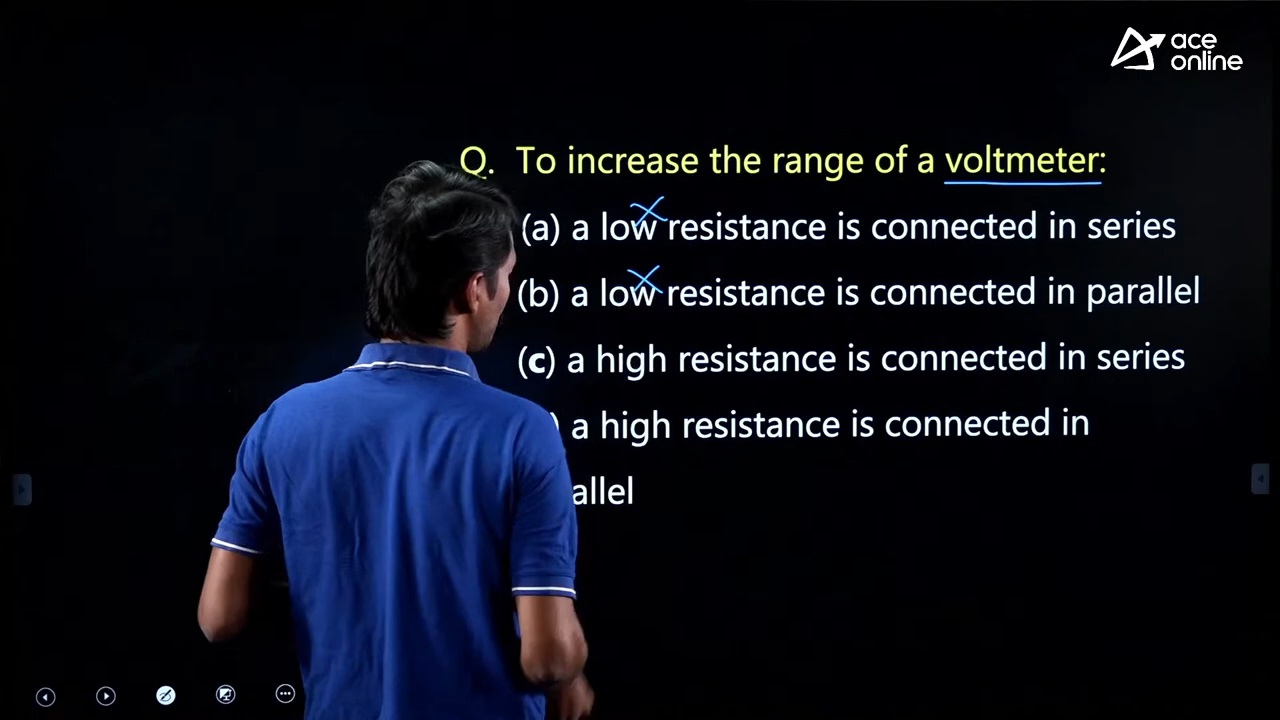 ace
online
Q. To increase the range of a voltmeter:
(a) a low resistance is connected in series
(b) a low resistance is connected in parallel
(c) a high resistance is connected in series
) a high resistance is connected in
allel